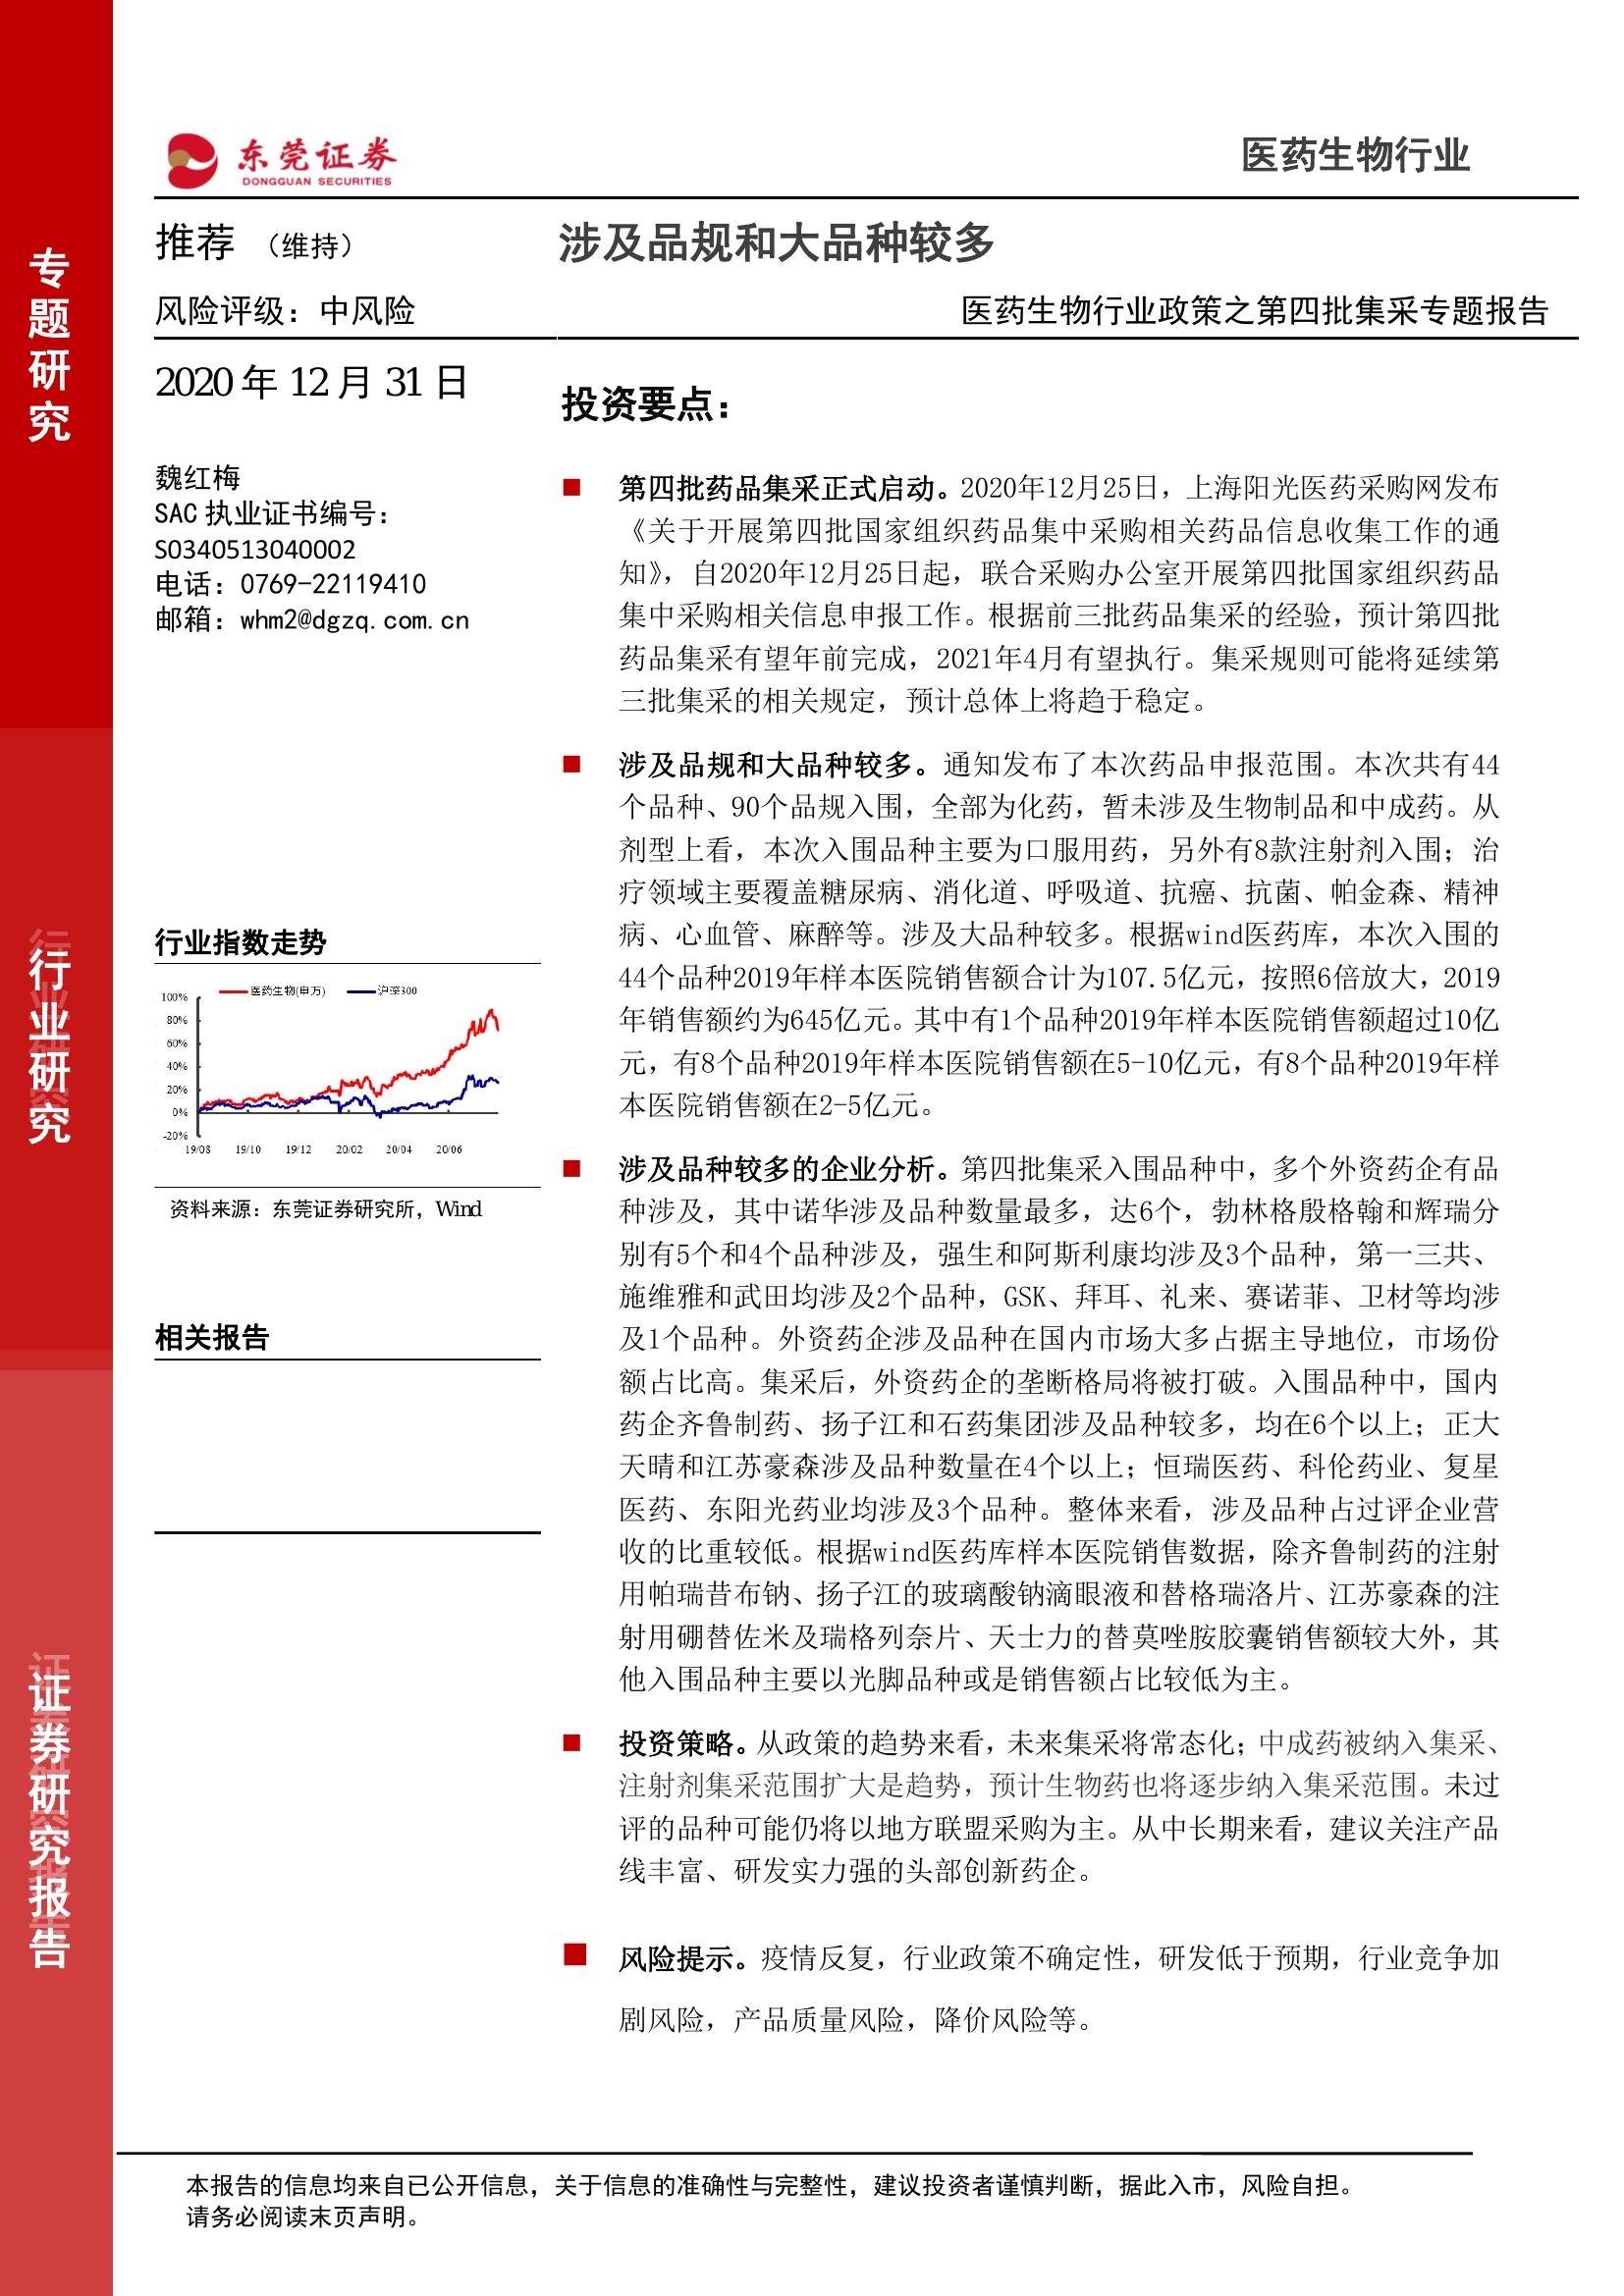 东莞证券
DONGGUAN SECURITIES
医药生物行业
专题研究
行业研究
证券研究报告
推荐 （维持）
风险评级：中风险
2020 年 12 月 31 日
魏红梅
SAC 执业证书编号：
S0340513040002
电话：0769-22119410
邮箱：whm2@dgzq.com.cn
行业指数走势
医药生物(申万) 沪深300
100%
80%
60%
40%
20%
0%
-20%
19/08 19/10 19/12 20/02 20/04 20/06
资料来源：东莞证券研究所，Wind
相关报告
涉及品规和大品种较多
医药生物行业政策之第四批集采专题报告
投资要点：
■ 第四批药品集采正式启动。2020年12月25日，上海阳光医药采购网发布
《关于开展第四批国家组织药品集中采购相关药品信息收集工作的通
知》，自2020年12月25日起，联合采购办公室开展第四批国家组织药品
集中采购相关信息申报工作。根据前三批药品集采的经验，预计第四批
药品集采有望年前完成，2021年4月有望执行。集采规则可能将延续第
三批集采的相关规定，预计总体上将趋于稳定。
■ 涉及品规和大品种较多。通知发布了本次药品申报范围。本次共有44
个品种、90个品规入围，全部为化药，暂未涉及生物制品和中成药。从
剂型上看，本次入围品种主要为口服用药，另外有8款注射剂入围；治
疗领域主要覆盖糖尿病、消化道、呼吸道、抗癌、抗菌、帕金森、精神
病、心血管、麻醉等。涉及大品种较多。根据wind医药库，本次入围的
44个品种2019年样本医院销售额合计为107.5亿元，按照6倍放大，2019
年销售额约为645亿元。其中有1个品种2019年样本医院销售额超过10亿
元，有8个品种2019年样本医院销售额在5-10亿元，有8个品种2019年样
本医院销售额在2-5亿元。
■ 涉及品种较多的企业分析。第四批集采入围品种中，多个外资药企有品
种涉及，其中诺华涉及品种数量最多，达6个，勃林格殷格翰和辉瑞分
别有5个和4个品种涉及，强生和阿斯利康均涉及3个品种，第一三共、
施维雅和武田均涉及2个品种，GSK、拜耳、礼来、赛诺菲、卫材等均涉
及1个品种。外资药企涉及品种在国内市场大多占据主导地位，市场份
额占比高。集采后，外资药企的垄断格局将被打破。入围品种中，国内
药企齐鲁制药、扬子江和石药集团涉及品种较多，均在6个以上；正大
天晴和江苏豪森涉及品种数量在4个以上；恒瑞医药、科伦药业、复星
医药、东阳光药业均涉及3个品种。整体来看，涉及品种占过评企业营
收的比重较低。根据wind医药库样本医院销售数据，除齐鲁制药的注射
用帕瑞昔布钠、扬子江的玻璃酸钠滴眼液和替格瑞洛片、江苏豪森的注
射用硼替佐米及瑞格列奈片、天士力的替莫唑胺胶囊销售额较大外，其
他入围品种主要以光脚品种或是销售额占比较低为主。
■ 投资策略。从政策的趋势来看，未来集采将常态化；中成药被纳入集采、
注射剂集采范围扩大是趋势，预计生物药也将逐步纳入集采范围。未过
评的品种可能仍将以地方联盟采购为主。从中长期来看，建议关注产品
线丰富、研发实力强的头部创新药企。
■ 风险提示。疫情反复，行业政策不确定性，研发低于预期，行业竞争加
剧风险，产品质量风险，降价风险等。
本报告的信息均来自已公开信息，关于信息的准确性与完整性，建议投资者谨慎判断，据此入市，风险自担。
请务必阅读末页声明。